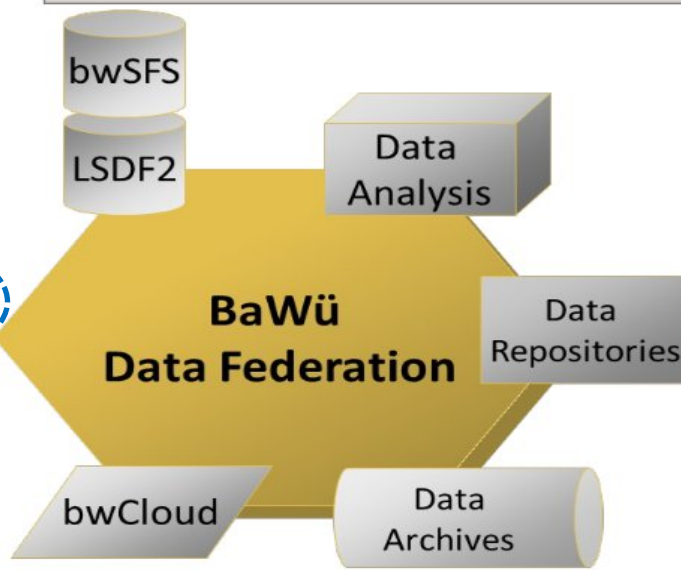 bwSFS
LSDF2
Data
Analysis
BaWü
Data Federation
Data
Repositories
bwCloud
Data
Archives